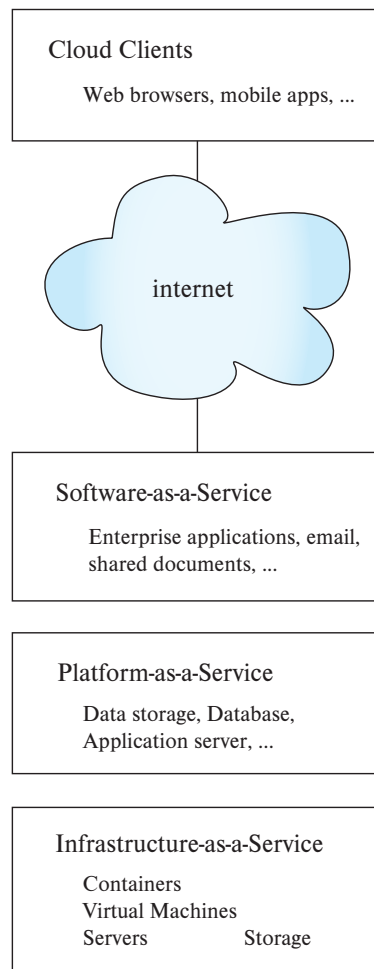 Cloud Clients
Web browsers, mobile apps, ...
internet
Software-as-a-Service
Enterprise applications, email,
shared documents, ...
Platform-as-a-Service
Data storage, Database,
Application server, ...
Infrastructure-as-a-Service
Containers
Virtual Machines
Servers Storage